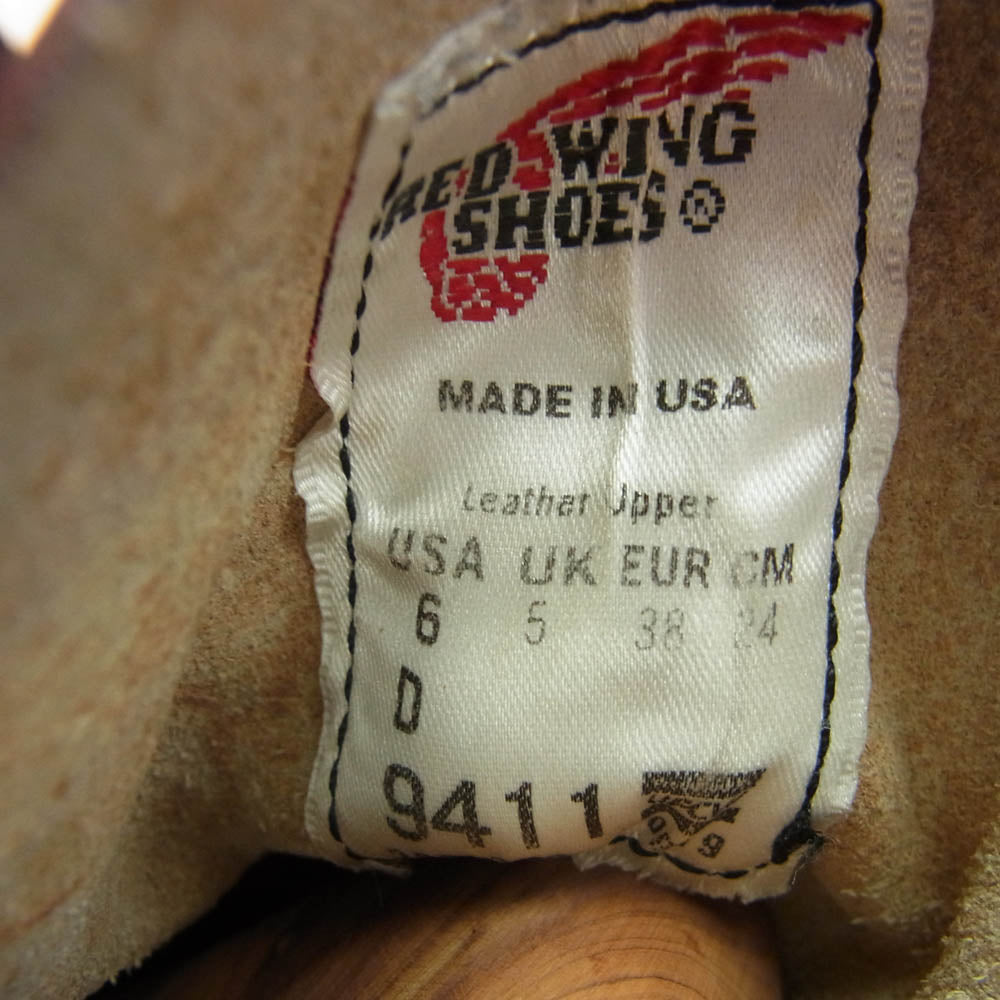 RED WING
SHOES®
MADE IN USA
Leather Upper
USA UK EUR CM
6 5 38 24
D
9411